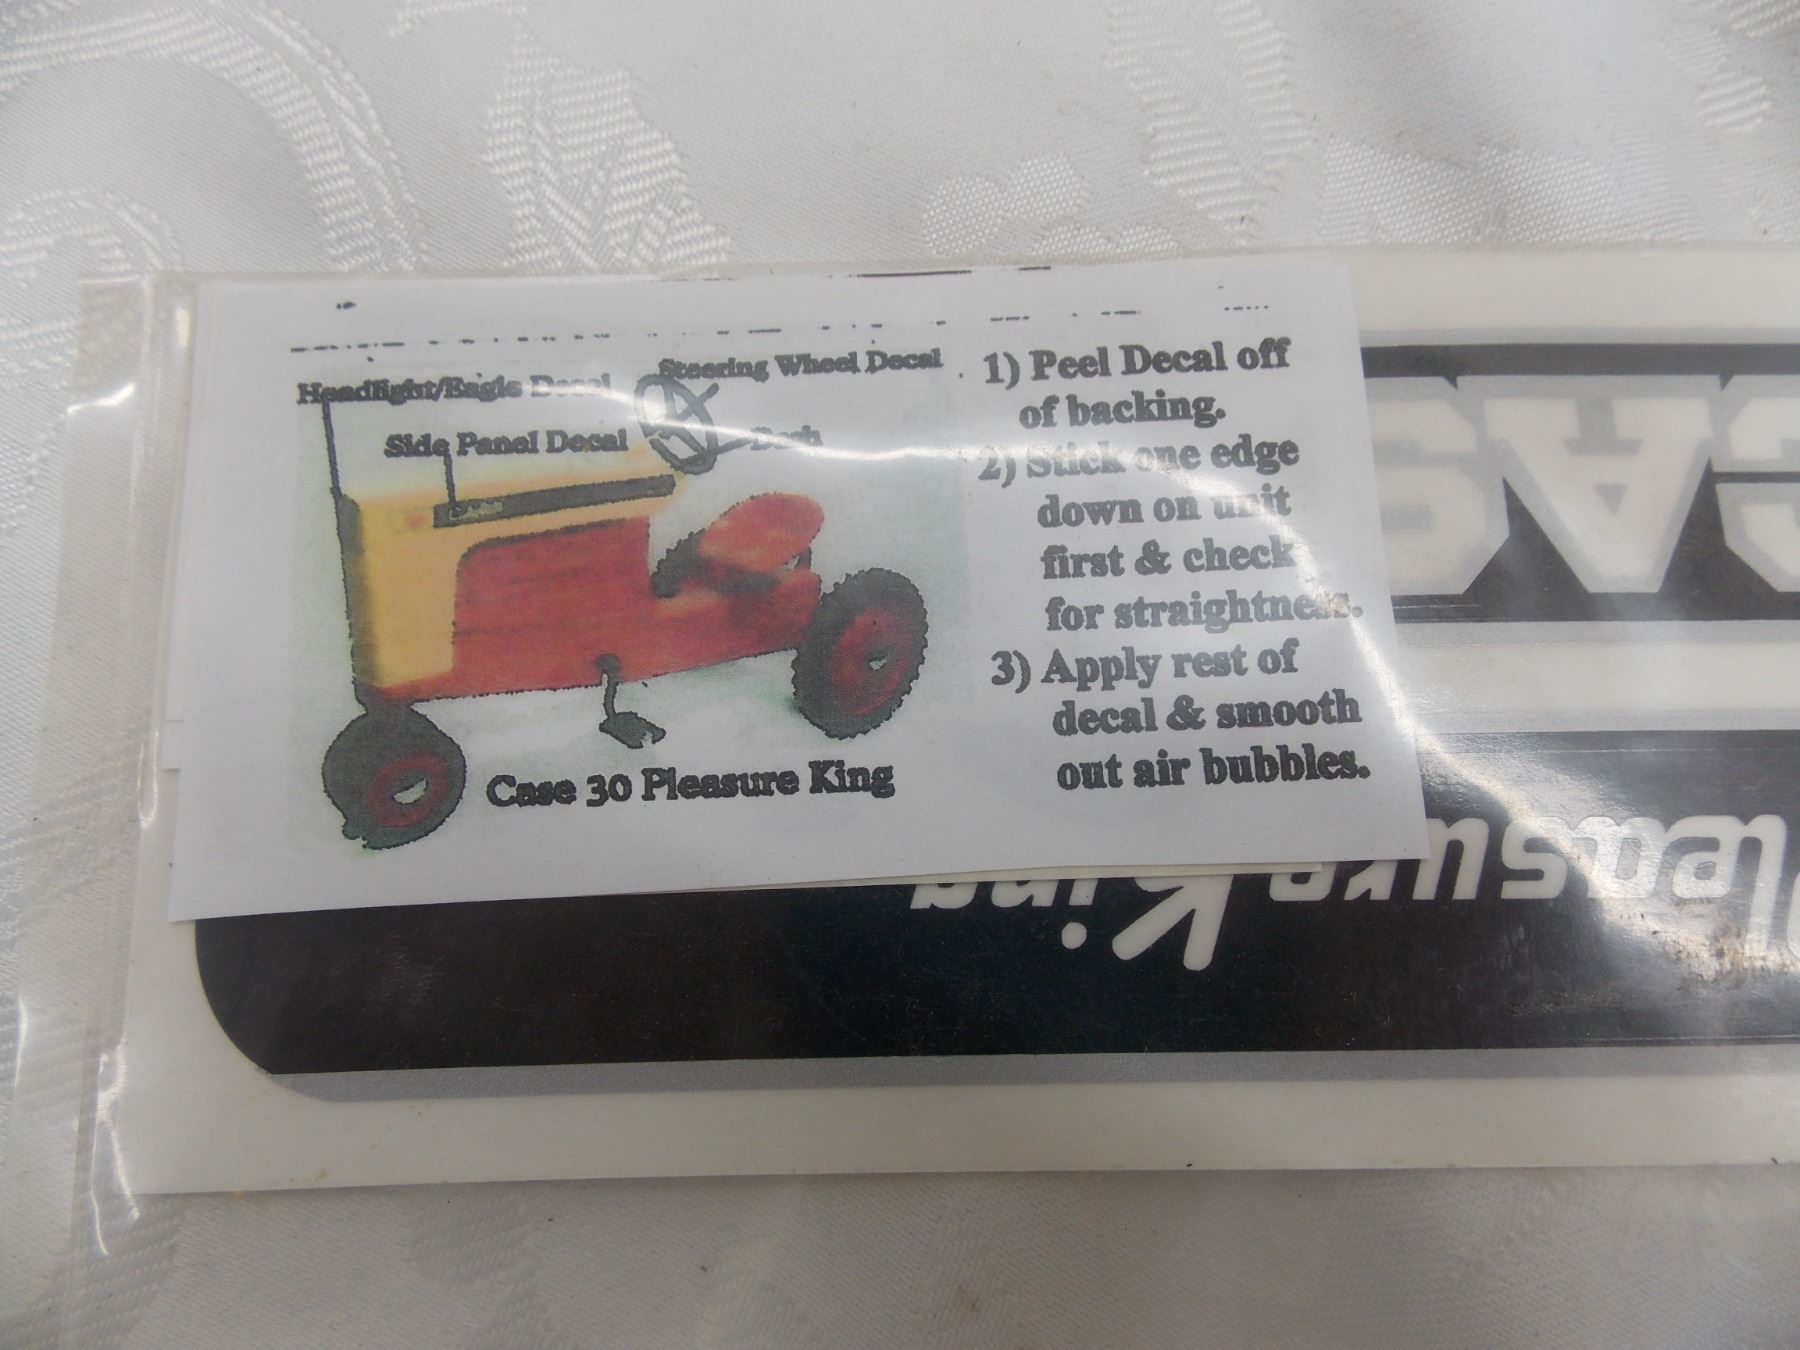 Headlight/Eagle Decal
Steering Wheel Decal
Side Panel Decal
Dash
Case 30 Pleasure King
1) Peel Decal off
of backing.
2) Stick one edge
down on unit
first & check
for straightness.
3) Apply rest of
decal & smooth
out air bubbles.
King